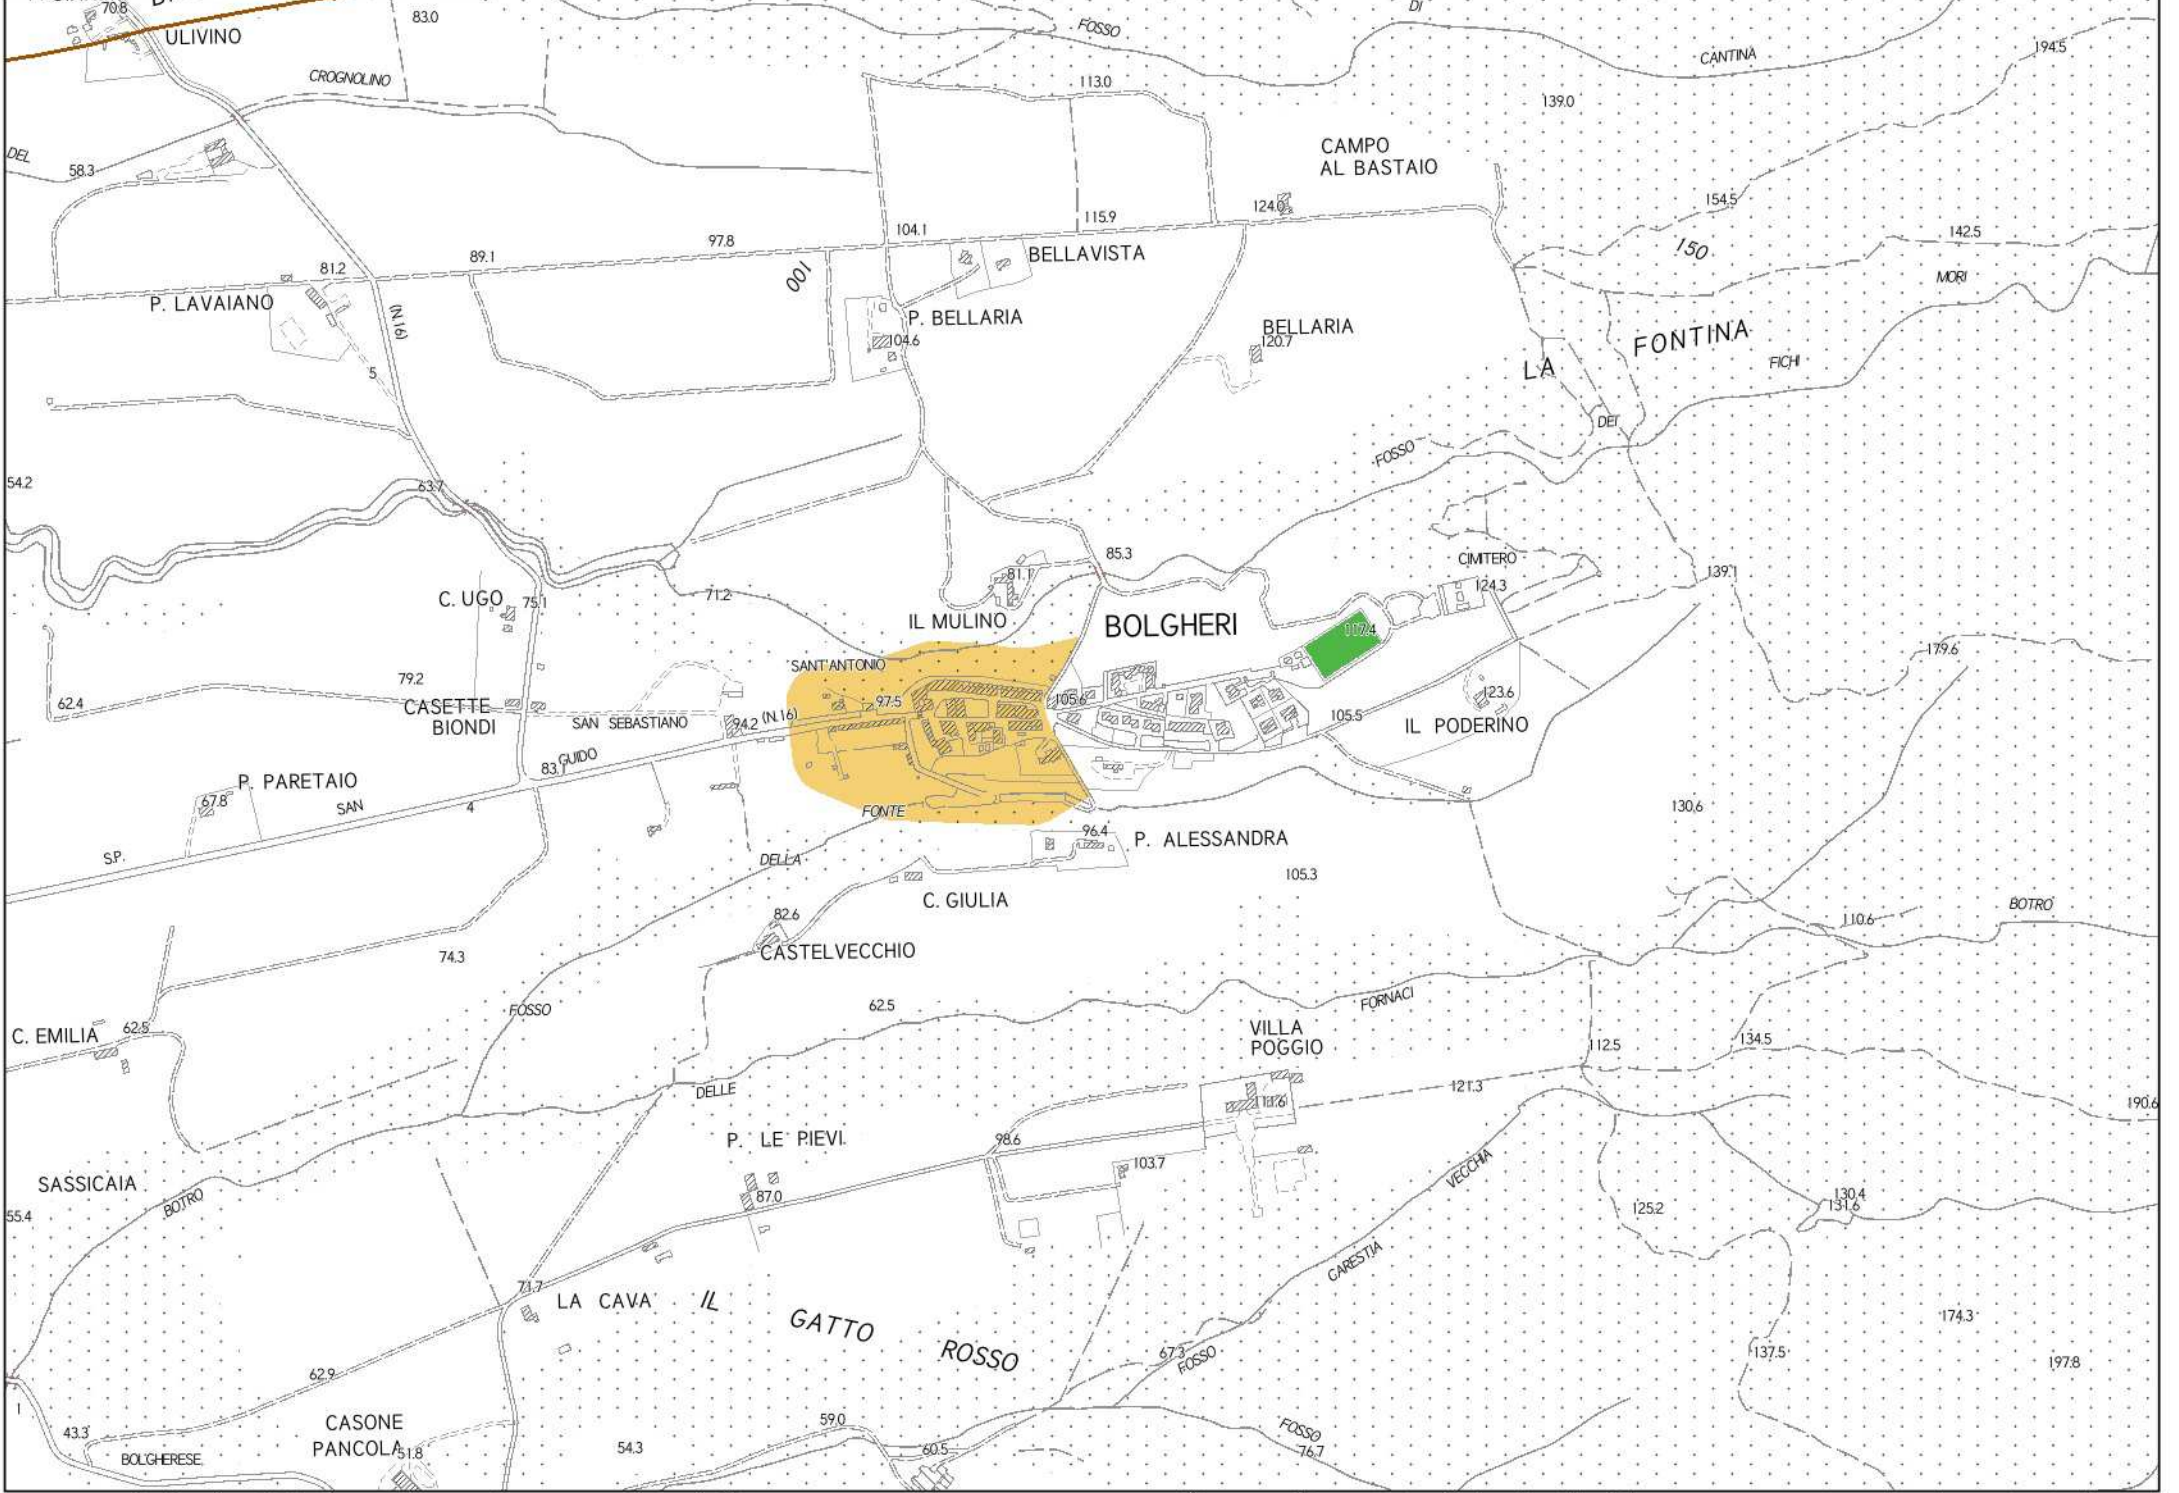 70.8
ULIVINO
83.0
FOSSO
DI
CANTINA
194.5
CROGNOLINO
113.0
139.0
DEL
58.3
CAMPO
AL BASTAIO
154.5
124.0
115.9
104.1
97.8
89.1
81.2
BELLAVISTA
150
142.5
MORI
100
P. LAVAIANO
(N.16)
P. BELLARIA
104.6
BELLARIA
120.7
LA FONTINA
FICHI
5
DEI
FOSSO
54.2
63.7
85.3
CIMITERO
124.3
139.1
C. UGO
75.1
71.2
81.1
IL MULINO
BOLGHERI
117.4
179.6
SANT'ANTONIO
79.2
62.4
CASETTE
BIONDI
SAN SEBASTIANO
94.2
(N.16)
97.5
105.6
105.5
123.6
IL PODERINO
83.1
GUIDO
P. PARETAIO
67.8
SAN
4
FONTE
130.6
S.P.
DELLA
96.4
P. ALESSANDRA
105.3
C. GIULIA
82.6
CASTELVECCHIO
BOTRO
110.6
74.3
FOSSO
62.5
FORNACI
C. EMILIA
62.5
VILLA
POGGIO
112.5
134.5
DELLE
121.3
111.6
190.6
P. LE PIEVI
98.6
103.7
SASSICAIA
BOTRO
87.0
VECCHIA
130.4
131.6
125.2
55.4
CARESTIA
71.7
LA CAVA
IL GATTO ROSSO
174.3
67.3
FOSSO
137.5
197.8
62.9
1
43.3
BOLGHERESE
CASONE
PANCOLA
51.8
54.3
59.0
60.5
FOSSO
76.7